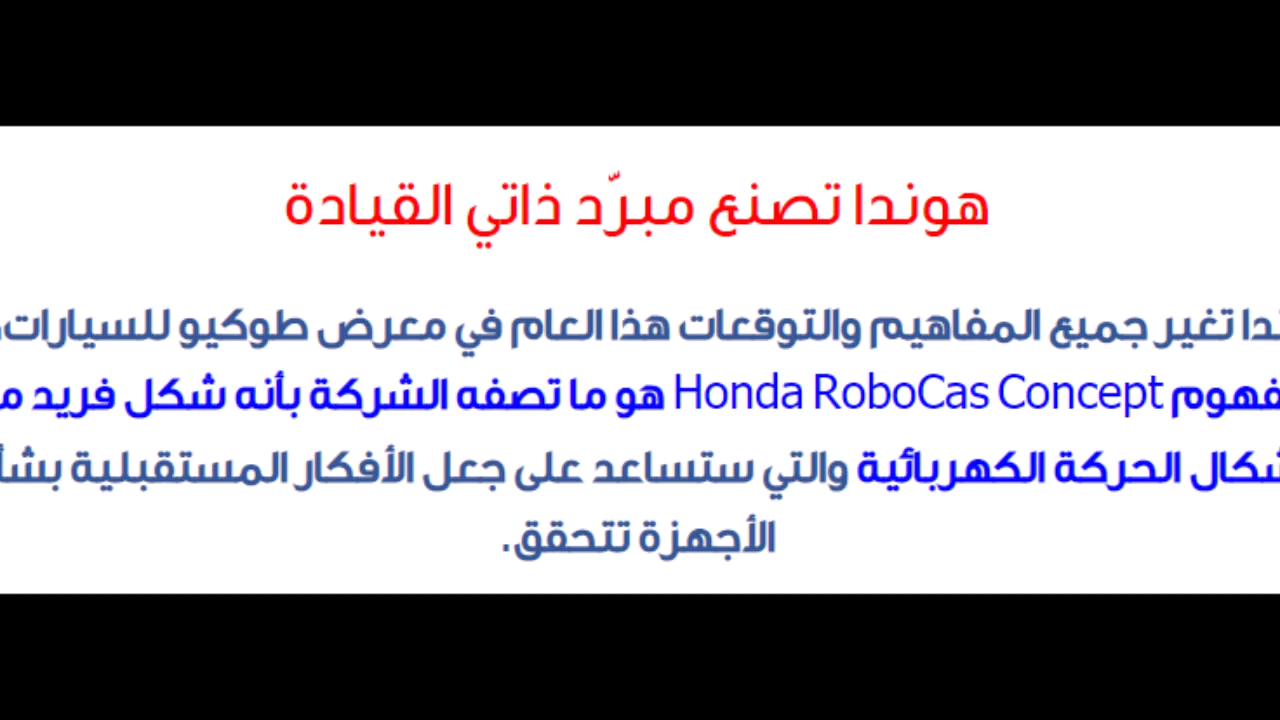 هوندا تصنع مبرّد ذاتي القيادة
تغير جميع المفاهيم والتوقعات هذا العام في معرض طوكيو للسيارات،
Honda RoboCas Concept هو ما تصفه الشركة بأنه شكل فريد
الحركة الكهربائية والتي ستساعد على جعل الأفكار المستقبلية
الأجهزة تتحقق.